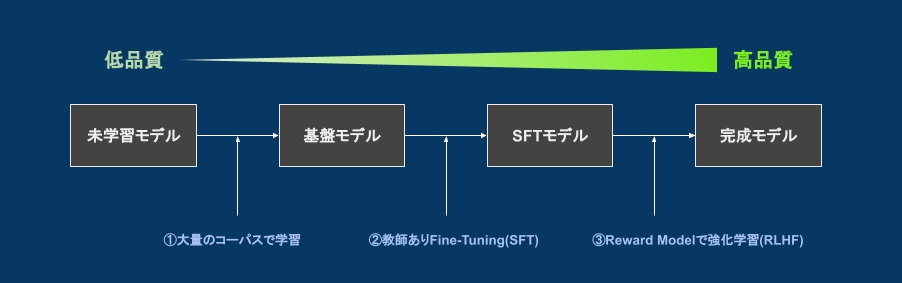 低品質
高品質
未学習モデル
基盤モデル
SFTモデル
完成モデル
①大量のコーパスで学習
②教師ありFine-Tuning(SFT)
③Reward Modelで強化学習(RLHF)